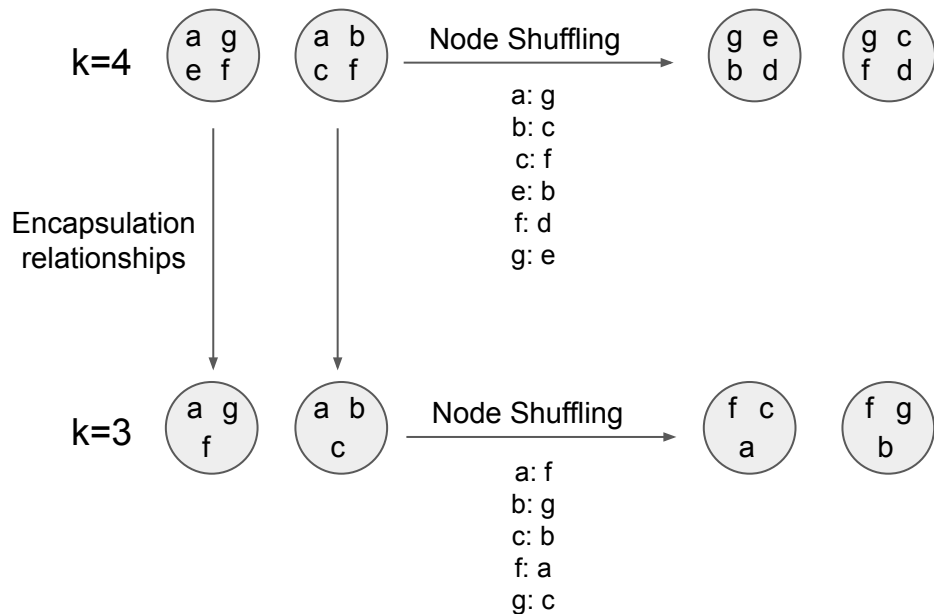 k=4
a g
e f
a b
c f
Node Shuffling
a: g
b: c
c: f
e: b
f: d
g: e
g e
b d
g c
f d
Encapsulation
relationships
k=3
a g
f
a b
c
Node Shuffling
a: f
b: g
c: b
f: a
g: c
f c
a
f g
b